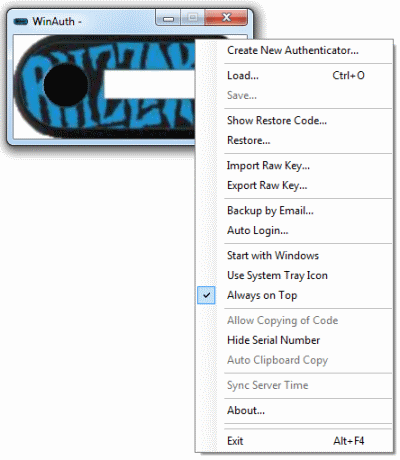 WinAuth -
Create New Authenticator...
Load... Ctrl+O
Save...
Show Restore Code...
Restore...
Import Raw Key...
Export Raw Key...
Backup by Email...
Auto Login...
Start with Windows
Use System Tray Icon
Always on Top
Allow Copying of Code
Hide Serial Number
Auto Clipboard Copy
Sync Server Time
About...
Exit Alt+F4